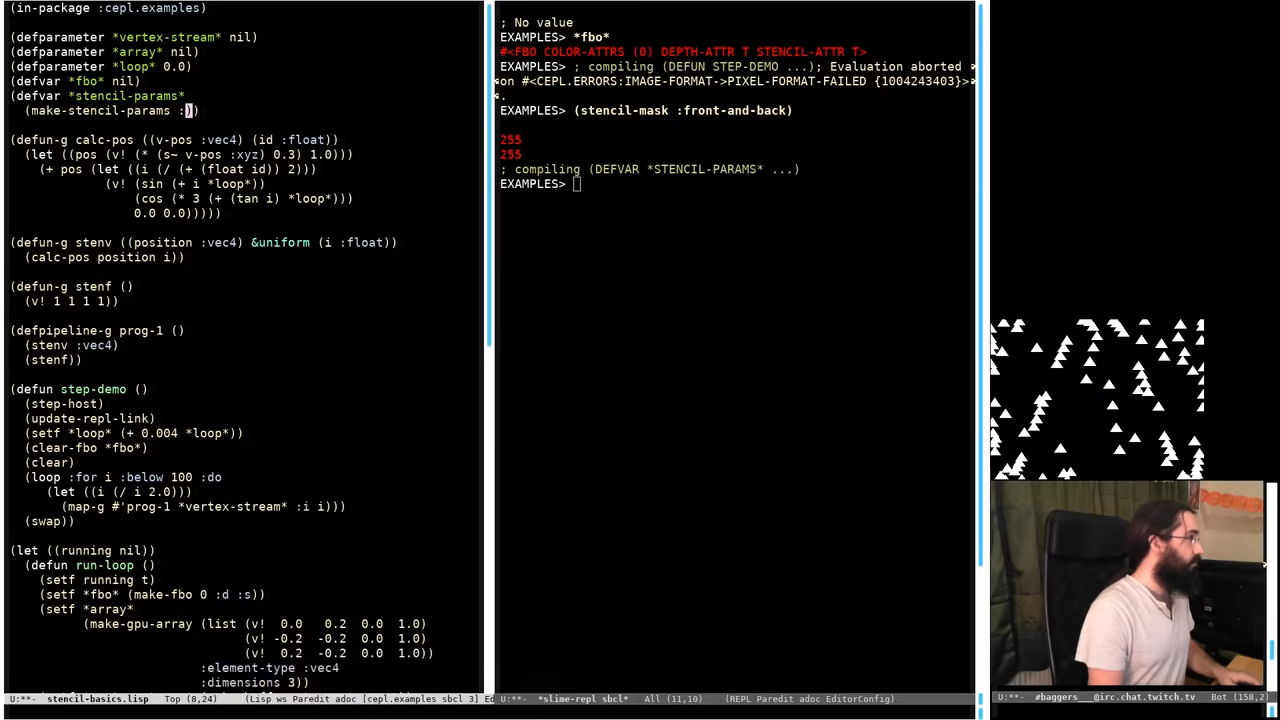 (in-package :cepl.examples)
(defparameter *vertex-stream* nil)
(defparameter *array* nil)
(defparameter *loop* 0.0)
(defvar *fbo* nil)
(defvar *stencil-params*
(make-stencil-params :))
(defun-g calc-pos ((v-pos :vec4) (id :float))
(let ((pos (v! (* (s~ v-pos :xyz) 0.3) 1.0)))
(+ pos (let ((i (/ (+ (float id)) 2)))
(v! (sin (+ i *loop*))
(cos (* 3 (+ (tan i) *loop*)))
0.0 0.0)))))
(defun-g stenv ((position :vec4) &uniform (i :float))
(calc-pos position i))
(defun-g stenf ()
(v! 1 1 1 1))
(defpipeline-g prog-1 ()
(stenv :vec4)
(stenf))
(defun step-demo ()
(step-host)
(update-repl-link)
(setf *loop* (+ 0.004 *loop*))
(clear-fbo *fbo*)
(clear)
(loop :for i :below 100 :do
(let ((i (/ i 2.0)))
(map-g #'prog-1 *vertex-stream* :i i)))
(swap))
(let ((running nil))
(defun run-loop ()
(setf running t)
(setf *fbo* (make-fbo 0 :d :s))
(setf *array*
(make-gpu-array (list (v! 0.0 0.2 0.0 1.0)
(v! -0.2 -0.2 0.0 1.0)
(v! 0.2 -0.2 0.0 1.0))
:element-type :vec4
:dimensions 3))
U:**- stencil-basics.lisp Top (8,24) (Lisp ws Paredit adoc [cepl.examples sbcl 3] Ed
; No value
EXAMPLES> *fbo*
#<FBO COLOR-ATTRS (0) DEPTH-ATTR T STENCIL-ATTR T>
EXAMPLES> ; compiling (DEFUN STEP-DEMO ...); Evaluation aborted
on #<CEPL.ERRORS:IMAGE-FORMAT->PIXEL-FORMAT-FAILED {1004243403}>
.
EXAMPLES> (stencil-mask :front-and-back)
255
255
; compiling (DEFVAR *STENCIL-PARAMS* ...)
EXAMPLES>
U:**- *slime-repl sbcl* All (11,10) (REPL Paredit adoc EditorConfig)
U:**- #baggers___@irc.chat.twitch.tv Bot (158,2)